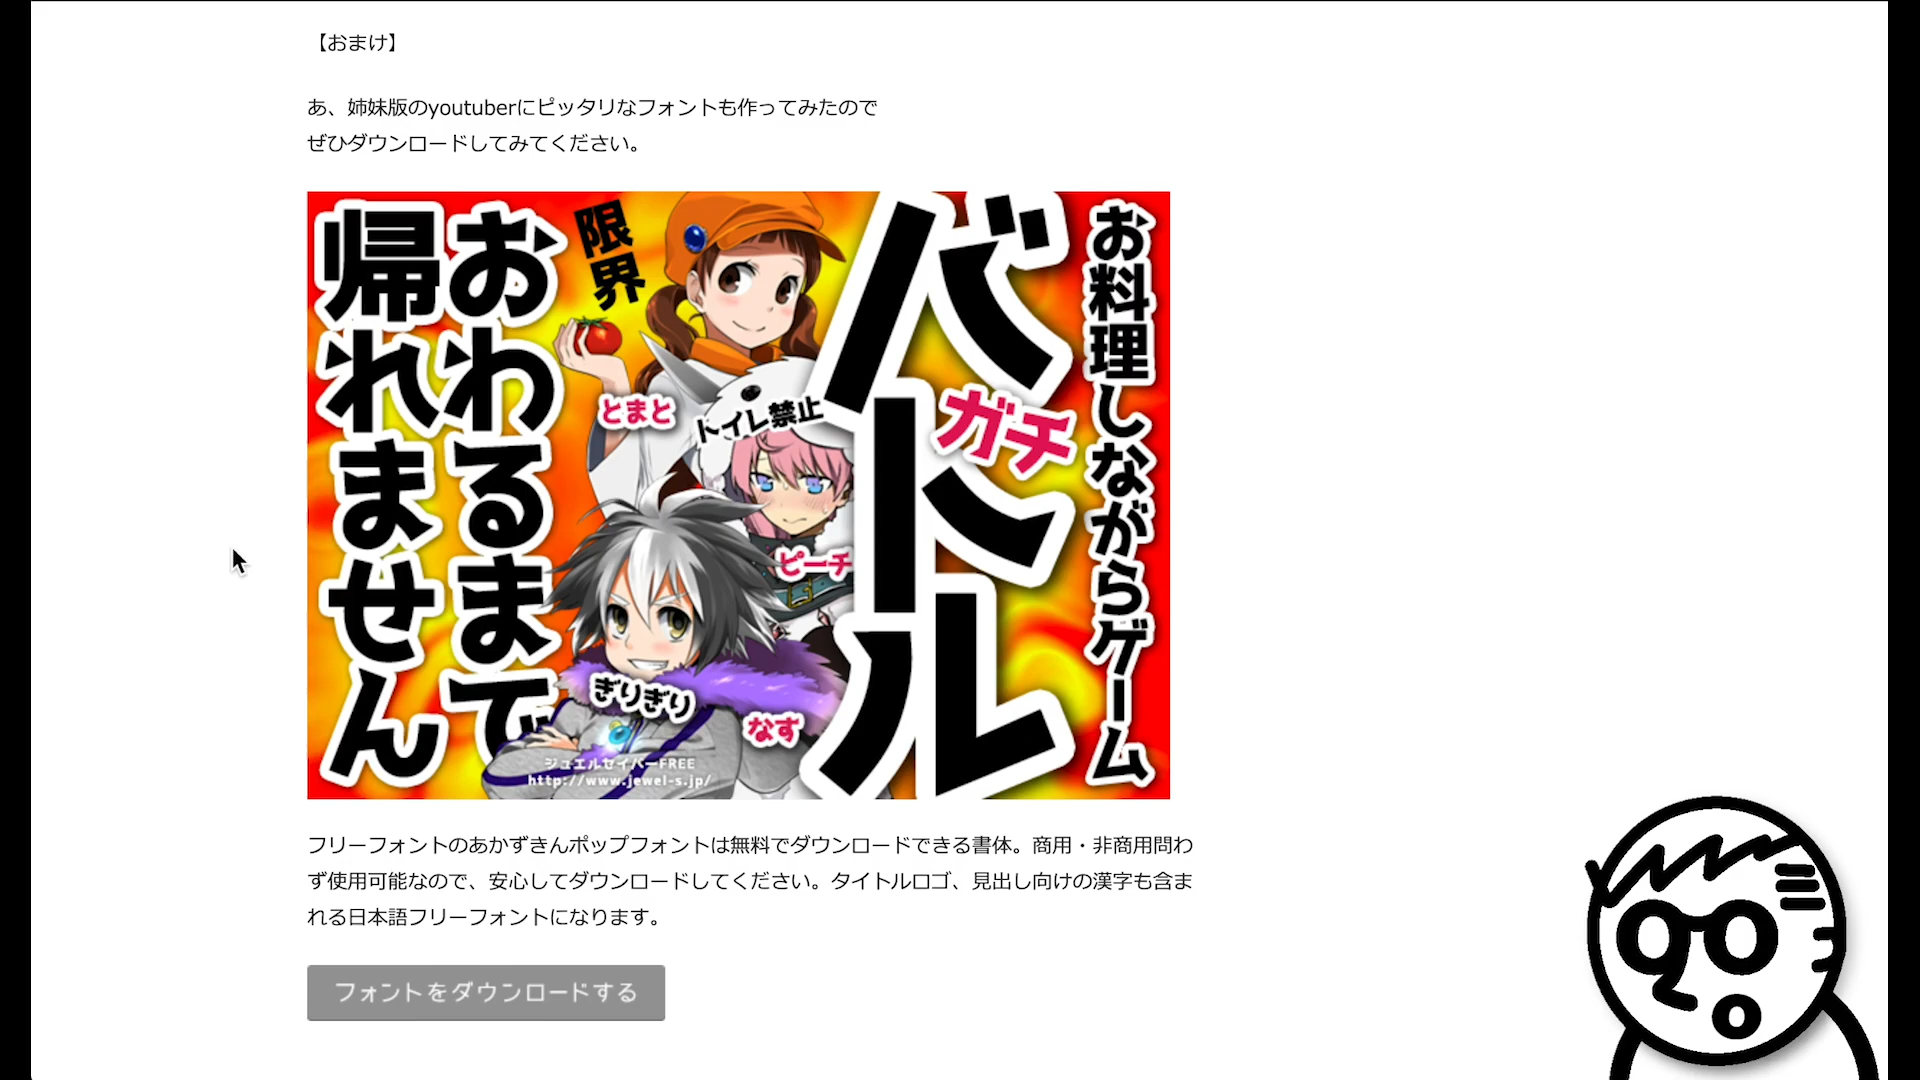 【おまけ】
あ、姉妹版のyoutuberにピッタリなフォントも作ってみたので
ぜひダウンロードしてみてください。
お料理しながらゲーム
バトル
ガチ
限界
とまと
トイレ禁止
ピーチ
ぎりぎり
なす
おわるまで
帰れません
ジュエルセイバーFREE
http://www.jewel-s.jp/
フリーフォントのあかずきんポップフォントは無料でダウンロードできる書体。商用・非商用問わ
ず使用可能なので、安心してダウンロードしてください。タイトルロゴ、見出し向けの漢字も含ま
れる日本語フリーフォントになります。
フォントをダウンロードする